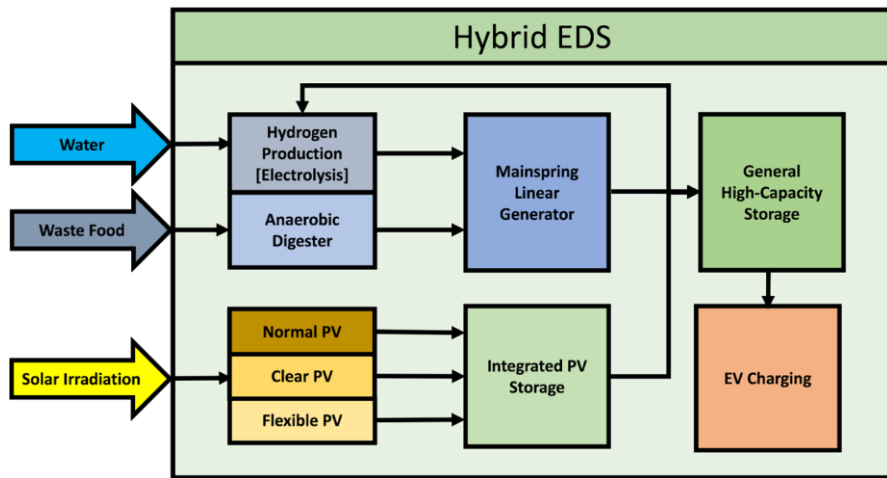 Hybrid EDS
Water
Hydrogen
Production
[Electrolysis]
Mainspring
Linear
Generator
General
High-Capacity
Storage
Waste Food
Anaerobic
Digester
Solar Irradiation
Normal PV
Clear PV
Flexible PV
Integrated PV
Storage
EV Charging